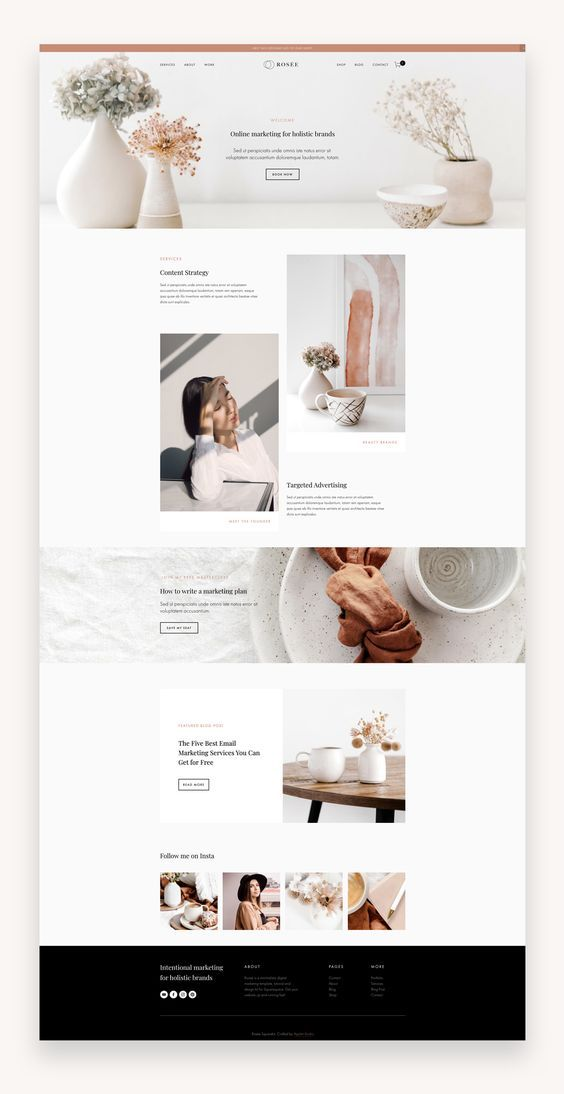 SERVICES ABOUT WORK
ROSEE
SHOP BLOG CONTACT
WELCOME
Online marketing for holistic brands
Sed ut perspiciatis unde omnis iste natus error sit
voluptatem accusantium doloremque laudantium, totam
BOOK NOW
SERVICES
Content Strategy
Sed ut perspiciatis unde omnis iste natus error sit voluptatem
accusantium doloremque laudantium, totam rem aperiam, eaque
ipsa quae ab illo inventore veritatis et quasi architecto beatae vitae
dicta sunt explicabo.
BEAUTY BRANDS
MEET THE FOUNDER
Targeted Advertising
Sed ut perspiciatis unde omnis iste natus error sit voluptatem
accusantium doloremque laudantium, totam rem aperiam, eaque
ipsa quae ab illo inventore veritatis et quasi architecto beatae vitae
dicta sunt explicabo.
JOIN MY FREE MASTERCLASS
How to write a marketing plan
Sed ut perspiciatis unde omnis iste natus error sit
voluptatem accusantium
SAVE MY SEAT
FEATURED BLOG POST
The Five Best Email
Marketing Services You Can
Get for Free
READ MORE
Follow me on Insta
Intentional marketing
for holistic brands
ABOUT
Rosee is a minimalistic digital
marketing template,
design to for Squarespace. Get your
website up and running fast!
PAGES
Contact
About
Blog
Shop
MORE
Portfolio
Services
Blog Post
Contact
Crafted by